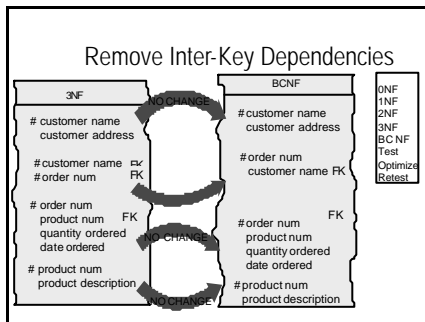 Remove Inter-Key Dependencies
3NF
# customer name
customer address
#customer name FK
#order num FK
# order num
product num FK
quantity ordered
date ordered
# product num
product description
NO CHANGE
NO CHANGE
NO CHANGE
BCNF
#customer name
customer address
#order num
customer name FK
FK
#order num
product num
quantity ordered
date ordered
#product num
product description
0NF
1NF
2NF
3NF
BC NF
Test
Optimize
Retest